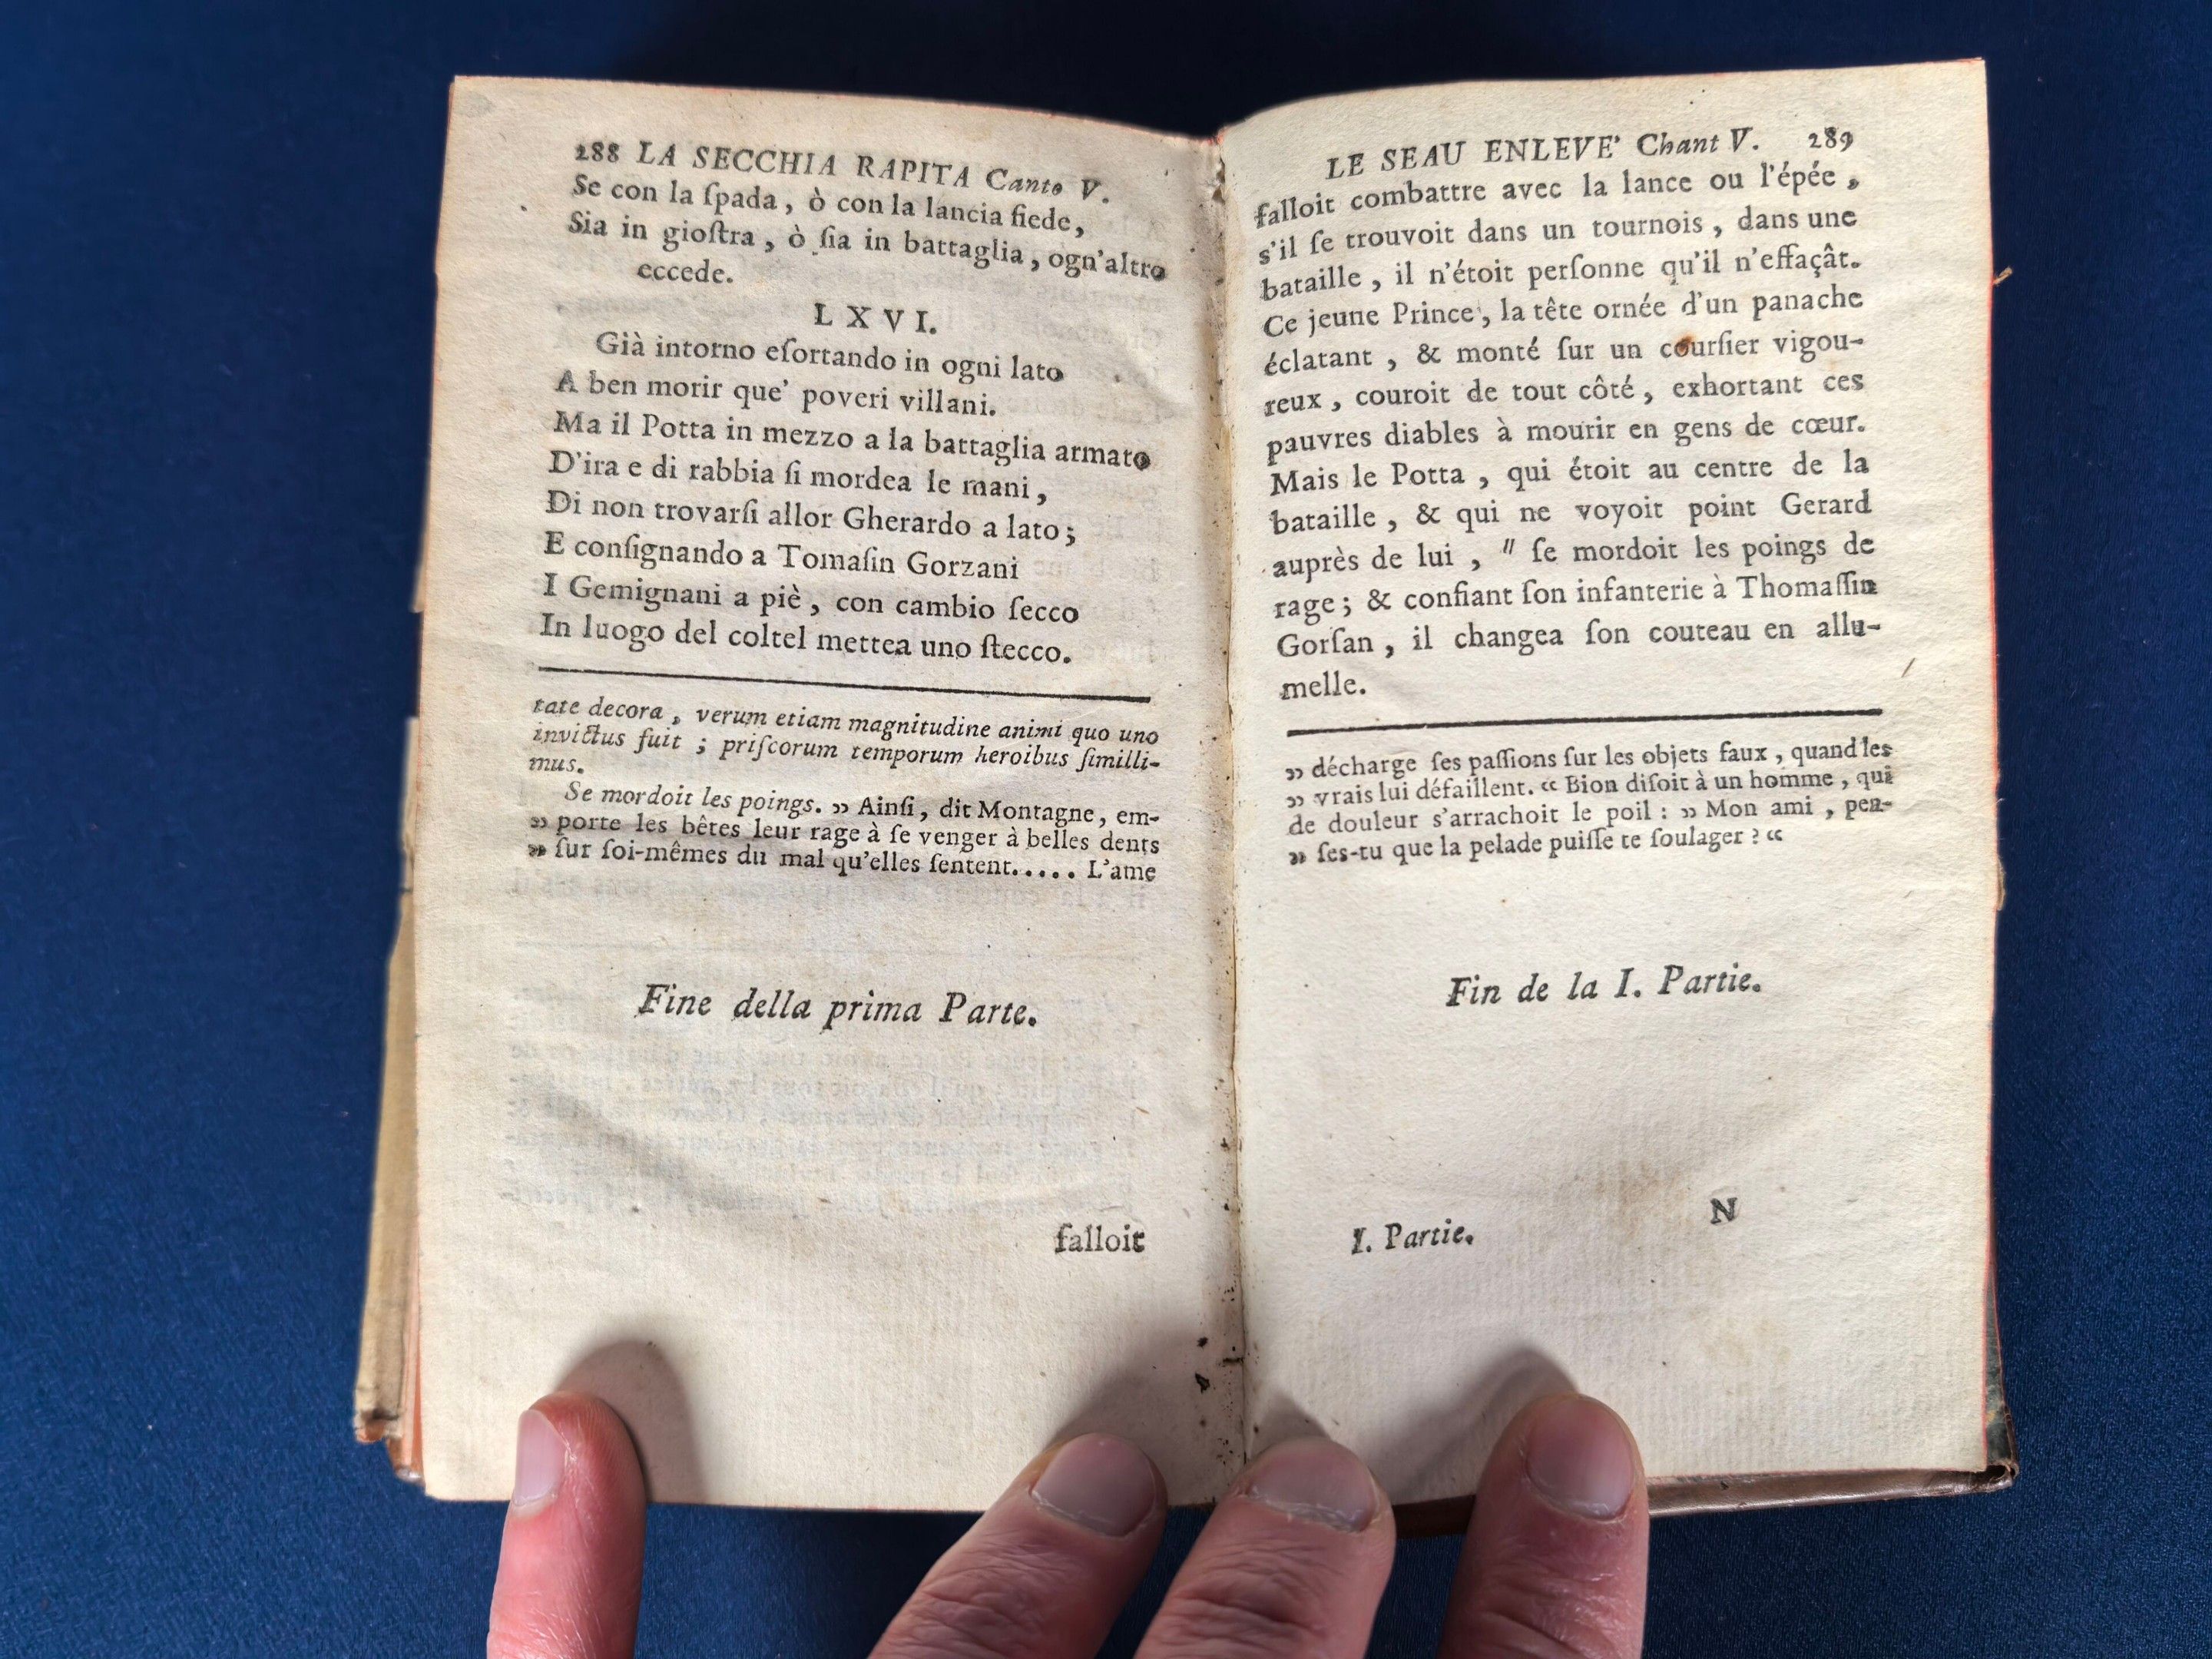 288 LA SECCHIA RAPITA Canto V.
Se con la ſpada, ò con la lancia fiede,
Sia in gioſtra, ò ſia in battaglia, ogn'altro
eccede.
LXVI.
Già intorno eſortando in ogni lato
A ben morir que' poveri villani.
Ma il Potta in mezzo a la battaglia armato
D'ira e di rabbia ſi mordea le mani,
Di non trovarſi allor Gherardo a lato;
E conſignando a Tomaſin Gorzani
I Gemignani a piè, con cambio ſecco
In luogo del coltel mettea uno ſtecco.
tate decora, verum etiam magnitudine animi quo uno
invictus fuit; priſcorum temporum heroibus ſimilli-
mus.
Se mordoit les poings. » Ainſi, dit Montagne, em-
» porte les bêtes leur rage à ſe venger à belles dents
» ſur ſoi-mêmes du mal qu'elles ſentent..... L'ame
Fine della prima Parte.
falloit
LE SEAU ENLEVE' Chant V. 289
falloit combattre avec la lance ou l'épée,
s'il ſe trouvoit dans un tournois, dans une
bataille, il n'étoit perſonne qu'il n'effaçât.
Ce jeune Prince, la tête ornée d'un panache
éclatant, & monté ſur un courſier vigou-
reux, couroit de tout côté, exhortant ces
pauvres diables à mourir en gens de cœur.
Mais le Potta, qui étoit au centre de la
bataille, & qui ne voyoit point Gerard
auprès de lui, " ſe mordoit les poings de
rage; & confiant ſon infanterie à Thomaſſin
Gorſan, il changea ſon couteau en allu-
melle.
» décharge ſes paſſions ſur les objets faux, quand les
» vrais lui défaillent. « Bion diſoit à un homme, qui
de douleur s'arrachoit le poil : » Mon ami, pen-
» ſes-tu que la pelade puiſſe te ſoulager ? «
Fin de la I. Partie.
I. Partie. N